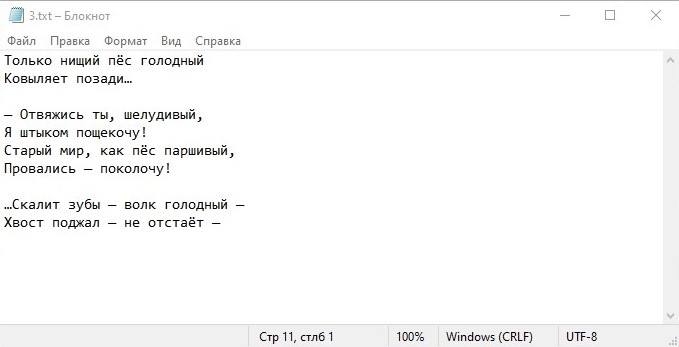 3.txt – Блокнот
Файл Правка Формат Вид Справка
Только нищий пёс голодный
Ковыляет позади…

— Отвяжись ты, шелудивый,
Я штыком пощекочу!
Старый мир, как пёс паршивый,
Провались — поколочу!

…Скалит зубы — волк голодный —
Хвост поджал — не отстаёт —
Стр 11, стлб 1 100% Windows (CRLF) UTF-8